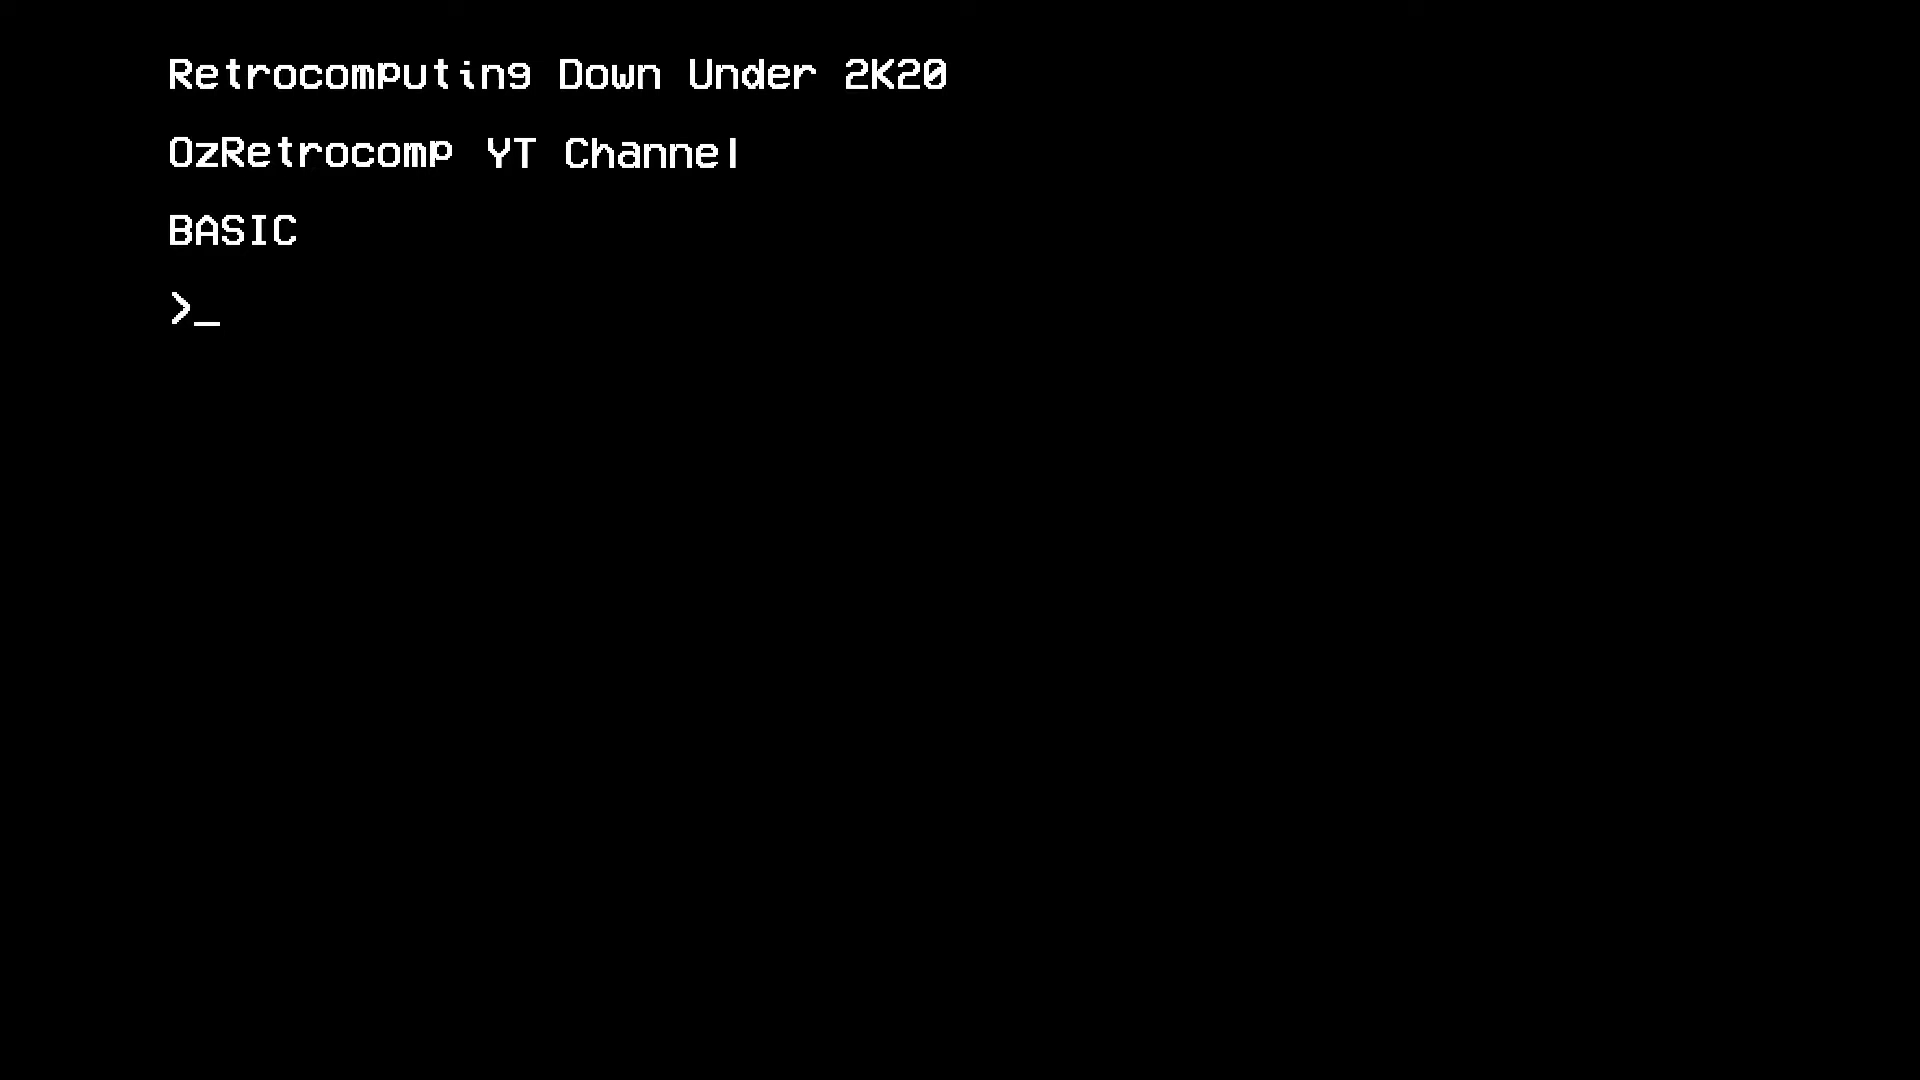 Retrocomputing Down Under 2K20
OzRetrocomp YT Channel
BASIC
>_